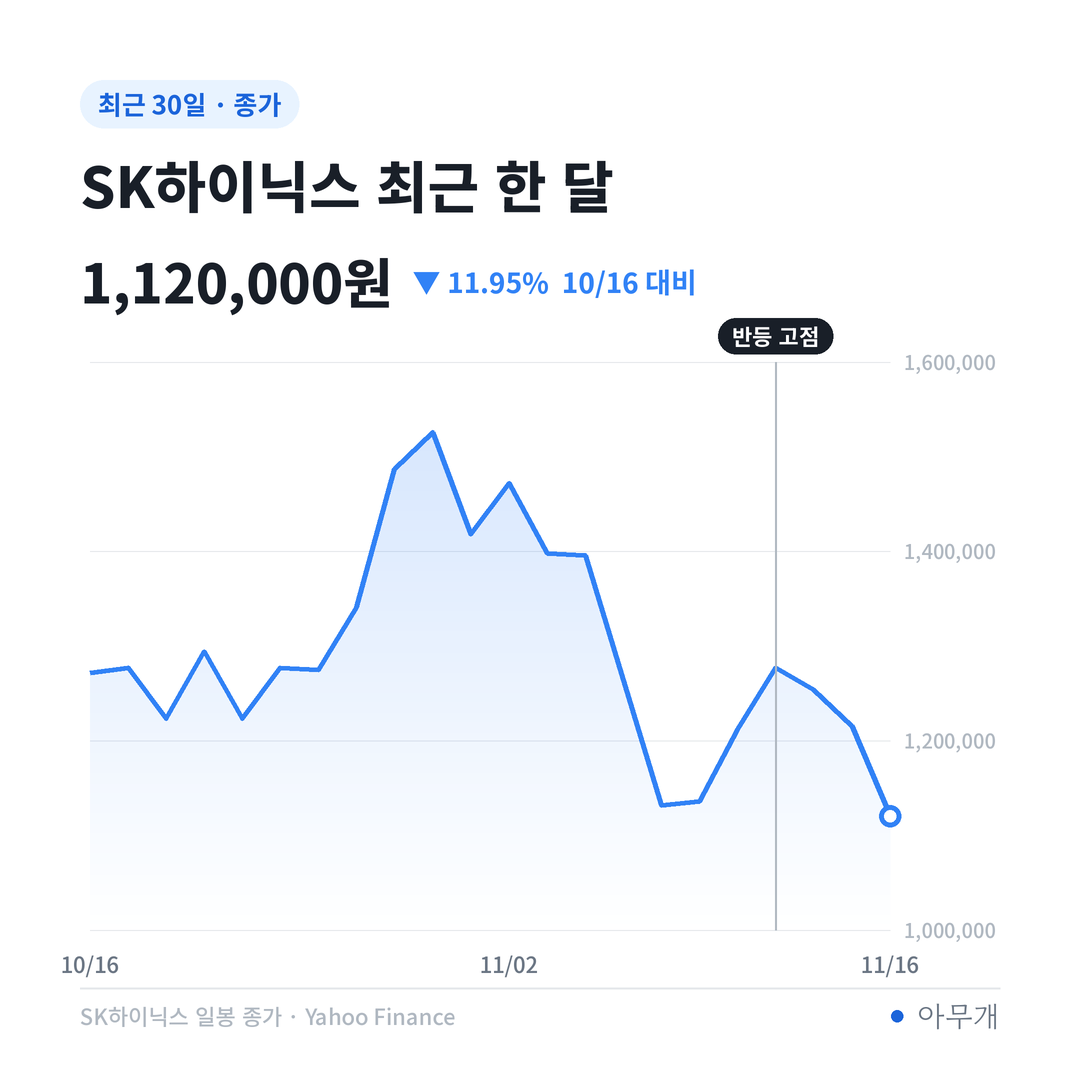 최근 30일 · 종가
SK하이닉스 최근 한 달
1,120,000원 ▼ 11.95% 10/16 대비
반등 고점
1,600,000
1,400,000
1,200,000
1,000,000
10/16 11/02 11/16
SK하이닉스 일봉 종가 · Yahoo Finance
아무개